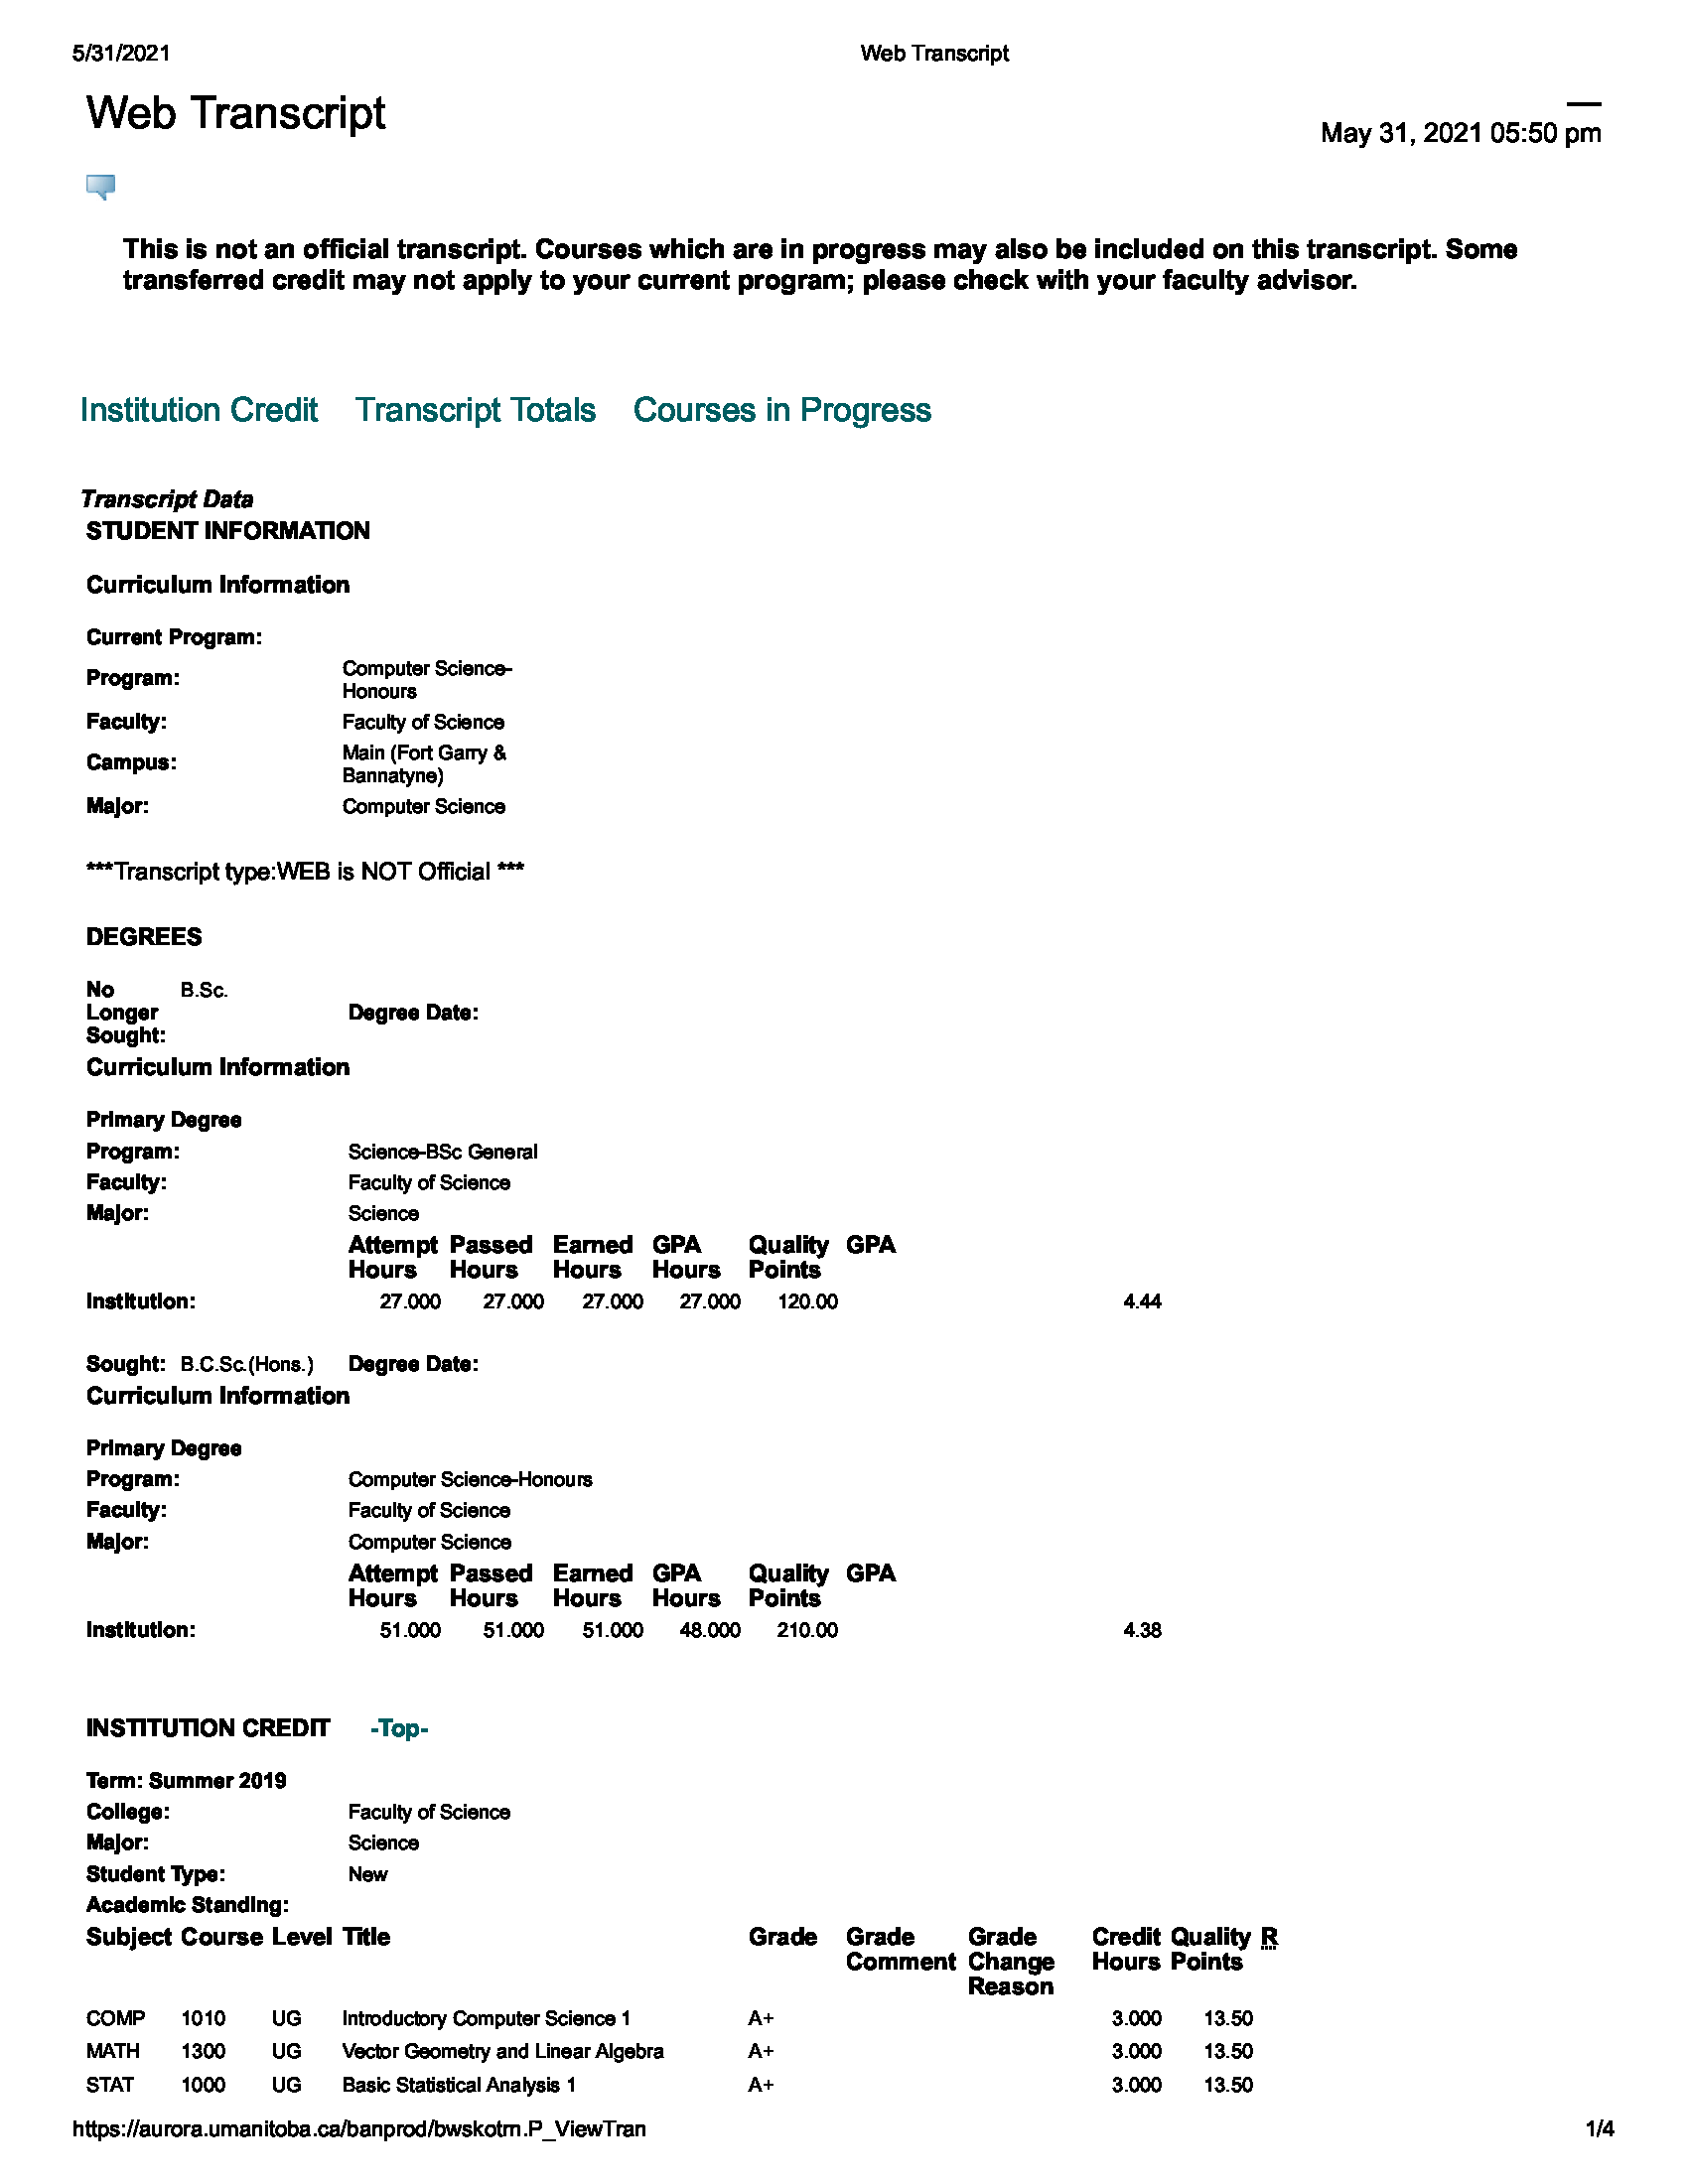 5/31/2021 Web Transcript
Web Transcript
May 31, 2021 05:50 pm
This is not an official transcript. Courses which are in progress may also be included on this transcript. Some
transferred credit may not apply to your current program; please check with your faculty advisor.
Institution Credit Transcript Totals Courses in Progress
Transcript Data
STUDENT INFORMATION
Curriculum Information
Current Program:
Program: Computer Science-
Honours
Faculty: Faculty of Science
Campus: Main (Fort Garry &
Bannatyne)
Major: Computer Science
***Transcript type:WEB is NOT Official ***
DEGREES
No B.Sc.
Longer Degree Date:
Sought:
Curriculum Information
Primary Degree
Program: Science-BSc General
Faculty: Faculty of Science
Major: Science
Attempt Passed Earned GPA Quality GPA
Hours Hours Hours Hours Points
Institution: 27.000 27.000 27.000 27.000 120.00 4.44
Sought: B.C.Sc.(Hons.) Degree Date:
Curriculum Information
Primary Degree
Program: Computer Science-Honours
Faculty: Faculty of Science
Major: Computer Science
Attempt Passed Earned GPA Quality GPA
Hours Hours Hours Hours Points
Institution: 51.000 51.000 51.000 48.000 210.00 4.38
INSTITUTION CREDIT -Top-
Term: Summer 2019
College: Faculty of Science
Major: Science
Student Type: New
Academic Standing:
Subject Course Level Title Grade Grade Grade Credit Quality R
Comment Change Hours Points
Reason
COMP 1010 UG Introductory Computer Science 1 A+ 3.000 13.50
MATH 1300 UG Vector Geometry and Linear Algebra A+ 3.000 13.50
STAT 1000 UG Basic Statistical Analysis 1 A+ 3.000 13.50
https://aurora.umanitoba.ca/banprod/bwskotrn.P_ViewTran 1/4